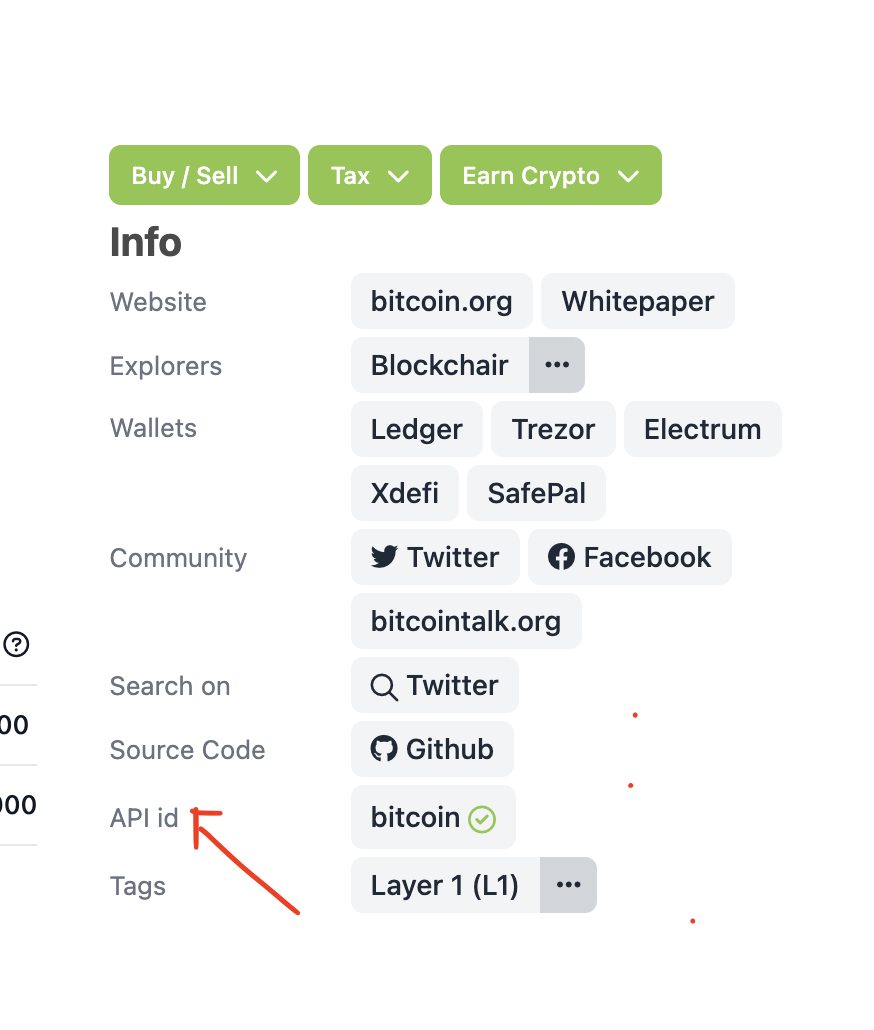 Buy / Sell Tax Earn Crypto
Info
Website bitcoin.org Whitepaper
Explorers Blockchair •••
Wallets Ledger Trezor Electrum
Xdefi SafePal
Community Twitter Facebook
bitcointalk.org
?
Search on Twitter
00
Source Code Github
000
API id bitcoin
Tags Layer 1 (L1) •••